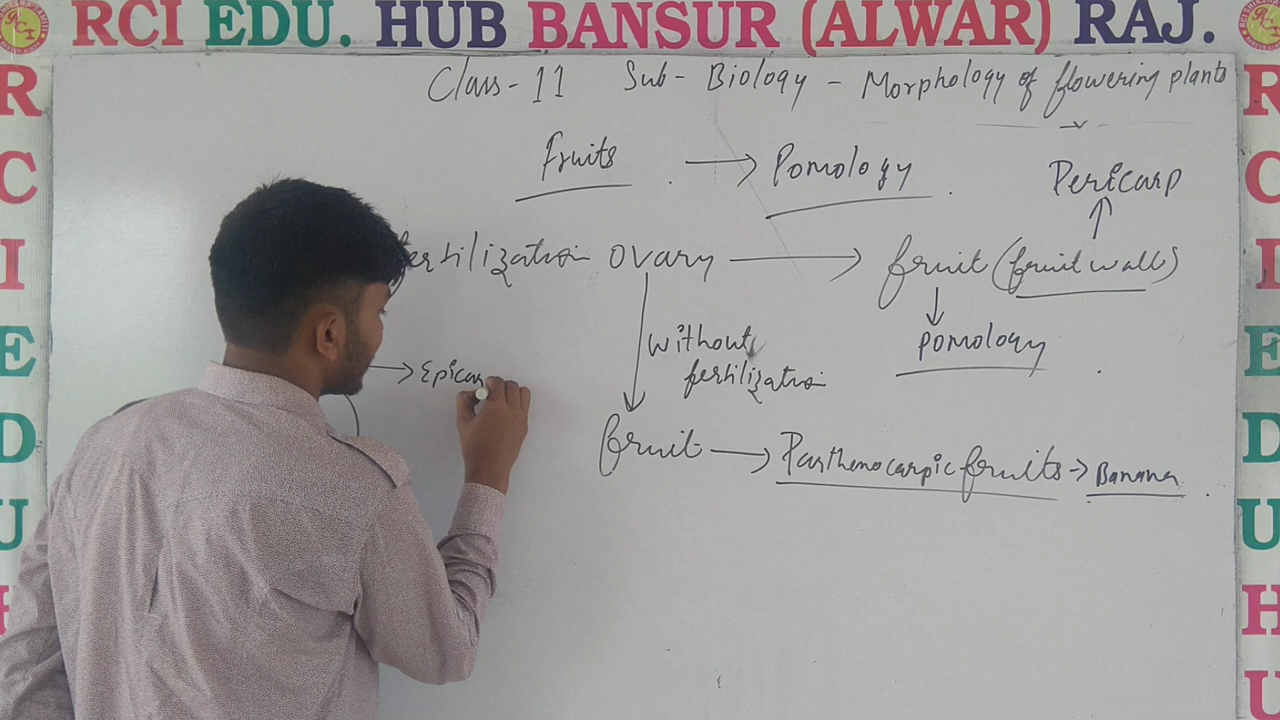 RCI EDU. HUB BANSUR (ALWAR) RAJ.
Class-11 Sub-Biology - Morphology of flowering plants
Fruits → Pomology
Pericarp
fertilization ovary → fruit (fruit wall)
pomology
without
fertilization
→ Epicar
fruit → Parthenocarpic fruits → Banana
R
C
I
E
D
U
R
C
I
E
D
U
H
U